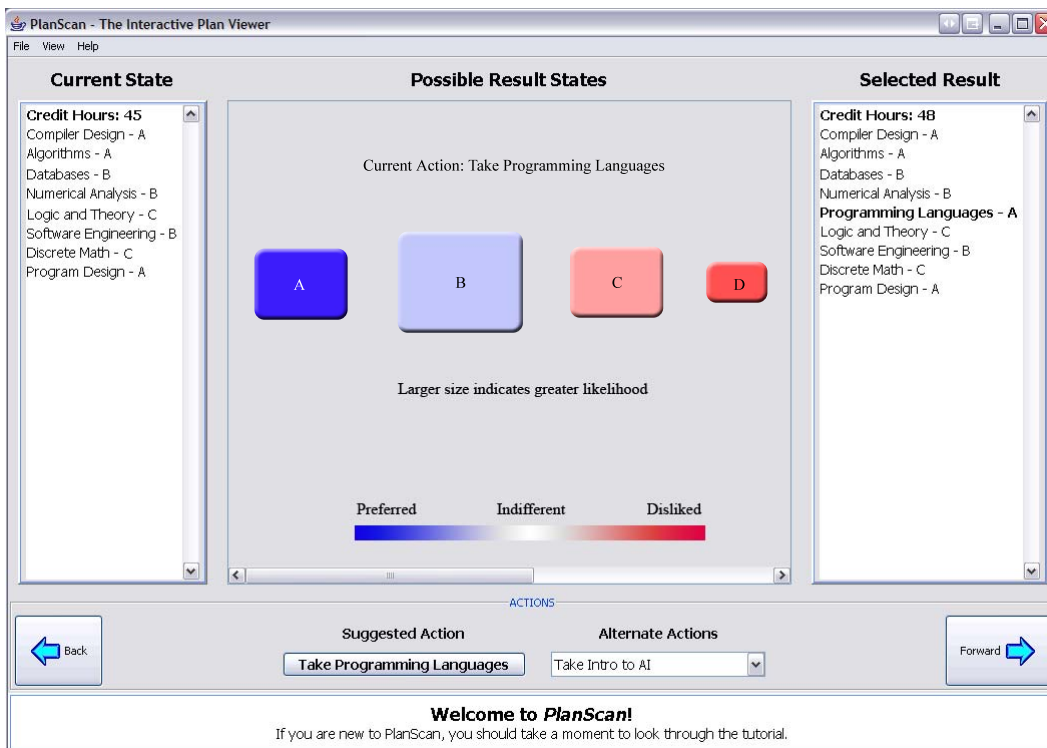 PlanScan - The Interactive Plan Viewer
File View Help
Current State
Credit Hours: 45
Compiler Design - A
Algorithms - A
Databases - B
Numerical Analysis - B
Logic and Theory - C
Software Engineering - B
Discrete Math - C
Program Design - A
Possible Result States
Current Action: Take Programming Languages
A B C D
Larger size indicates greater likelihood
Preferred Indifferent Disliked
Selected Result
Credit Hours: 48
Compiler Design - A
Algorithms - A
Databases - B
Numerical Analysis - B
Programming Languages - A
Logic and Theory - C
Software Engineering - B
Discrete Math - C
Program Design - A
ACTIONS
Back
Suggested Action
Take Programming Languages
Alternate Actions
Take Intro to AI
Forward
Welcome to PlanScan!
If you are new to PlanScan, you should take a moment to look through the tutorial.